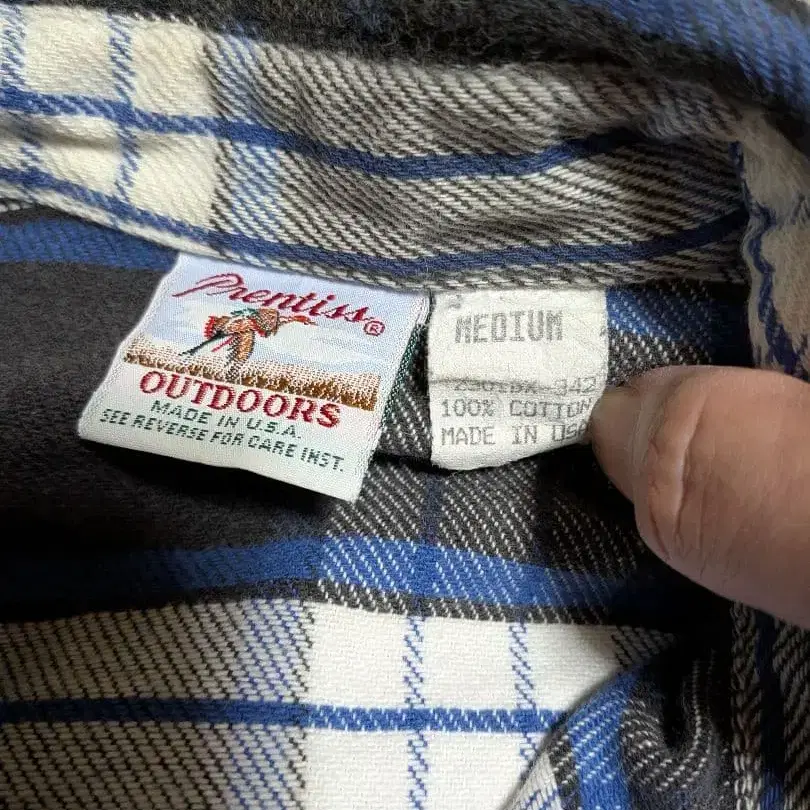 Prentiss®
OUTDOORS
MADE IN U.S.A.
SEE REVERSE FOR CARE INST.
MEDIUM
100% COTTON
MADE IN USA